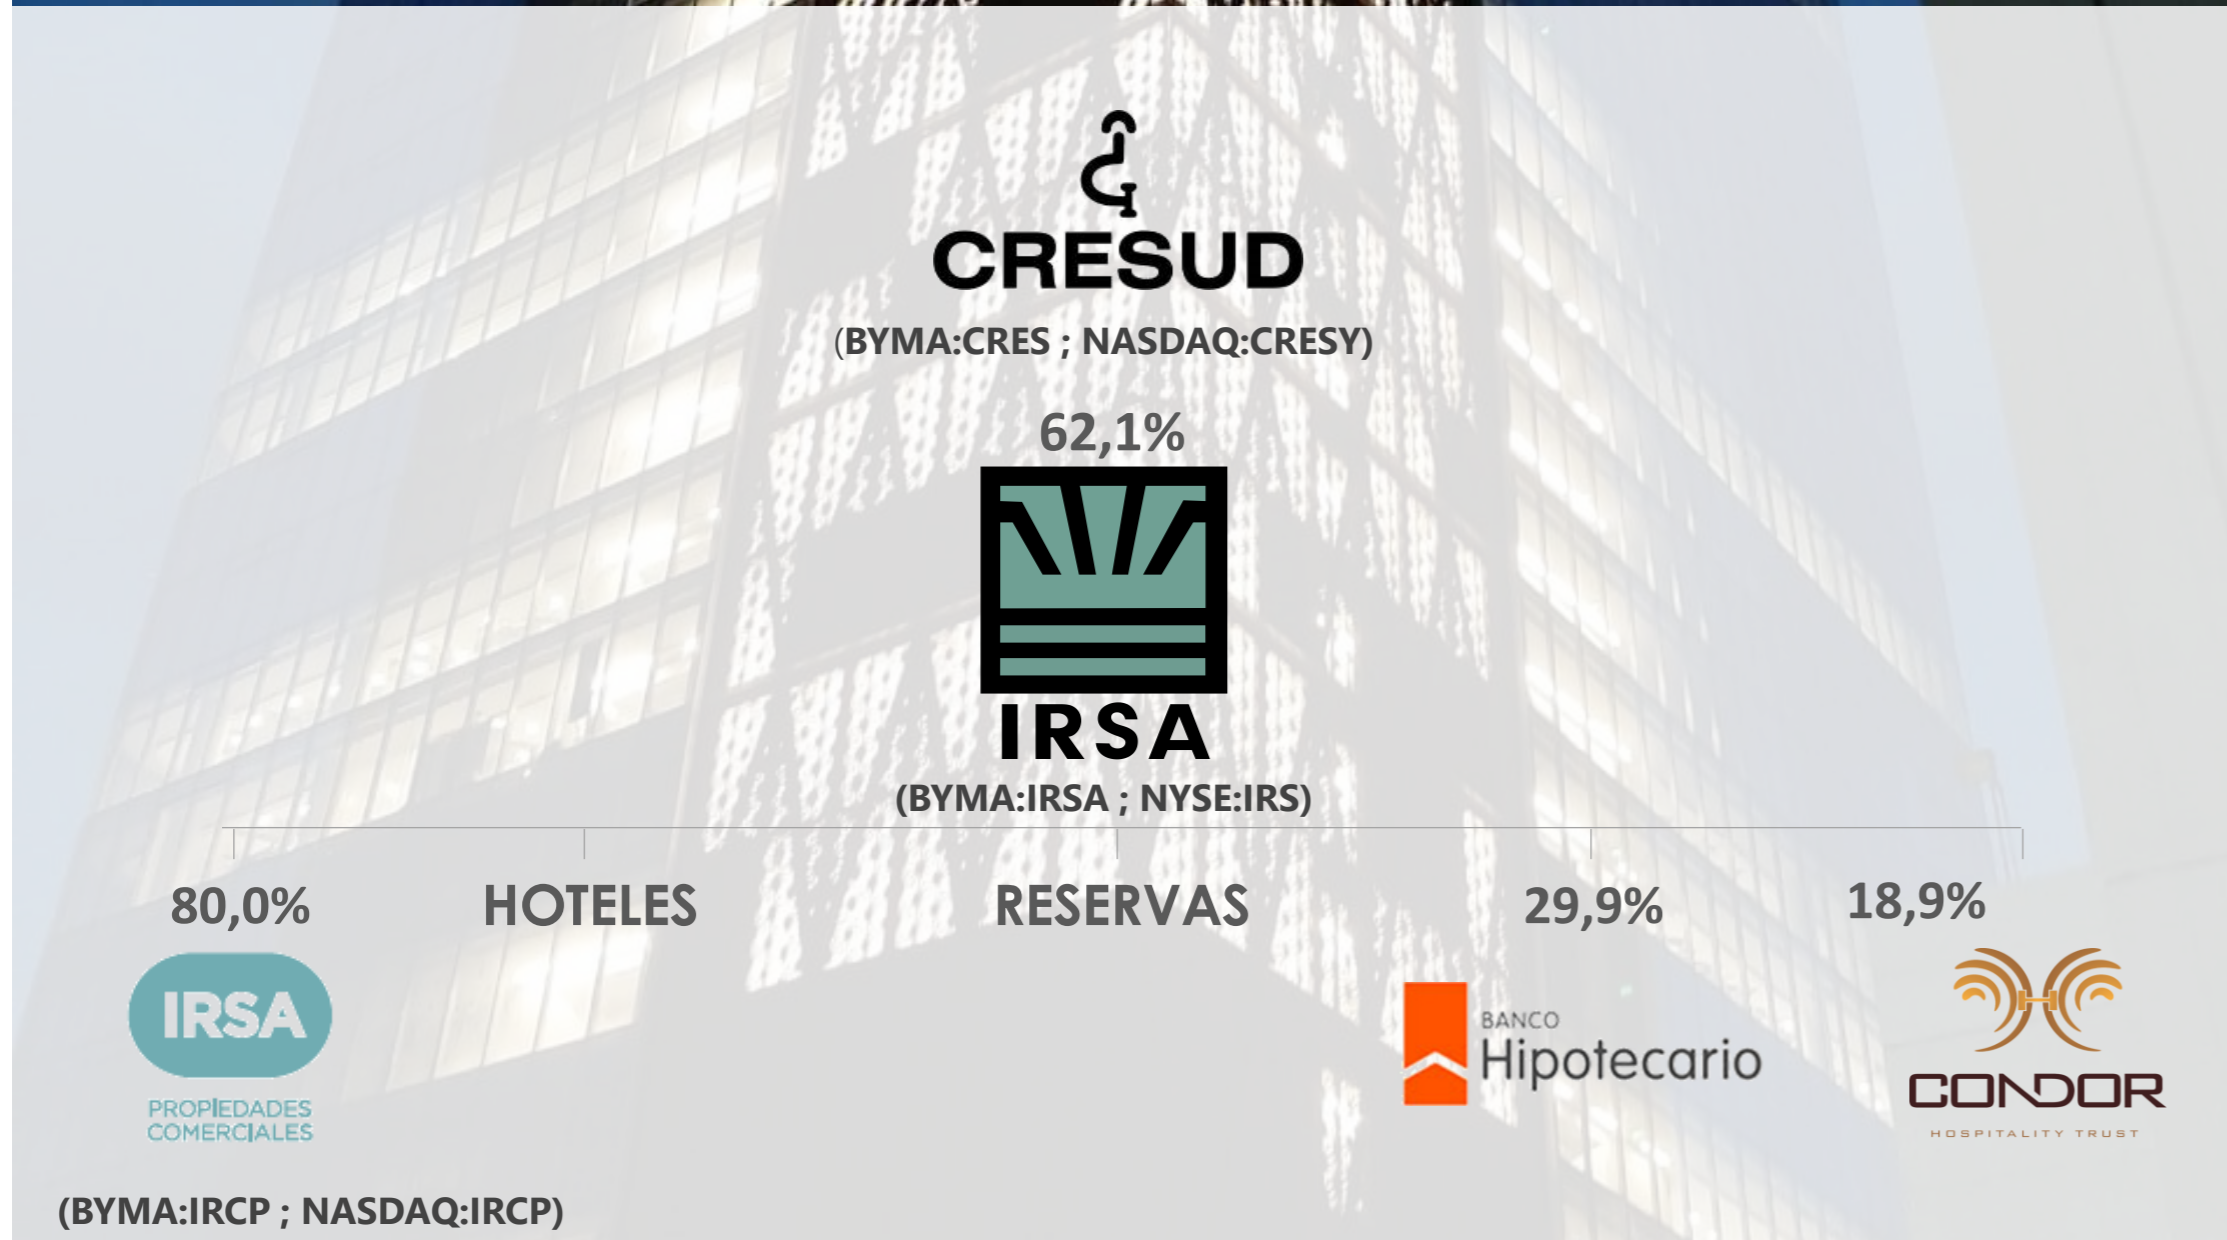 CRESUD
(BYMA:CRES ; NASDAQ:CRESY)
62,1%
IRSA
(BYMA:IRSA ; NYSE:IRS)
80,0%
HOTELES
RESERVAS
29,9%
18,9%
IRSA
PROPIEDADES
COMERCIALES
(BYMA:IRCP ; NASDAQ:IRCP)
BANCO
Hipotecario
CONDOR
HOSPITALITY TRUST